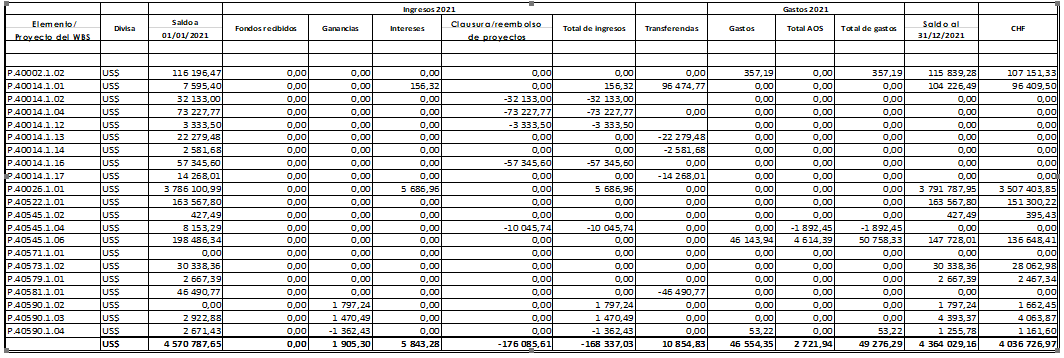 Ingresos 2021 Gastos 2021
Elemento/ Proyecto del WBS Divisa Saldo a 01/01/2021 Fondos recibidos Ganancias Intereses Clausura/reembolso de proyectos Total de ingresos Transferencias Gastos Total AOS Total de gastos Saldo al 31/12/2021 CHF
P.40002.1.02 US$ 116 196,47 0,00 0,00 0,00 0,00 0,00 0,00 357,19 0,00 357,19 115 839,28 107 151,33
P.40014.1.01 US$ 7 595,40 0,00 0,00 156,32 0,00 156,32 96 474,77 0,00 0,00 0,00 104 226,49 96 409,50
P.40014.1.02 US$ 32 133,00 0,00 0,00 0,00 -32 133,00 -32 133,00 0,00 0,00 0,00 0,00 0,00
P.40014.1.04 US$ 73 227,77 0,00 0,00 0,00 -73 227,77 -73 227,77 0,00 0,00 0,00 0,00 0,00 0,00
P.40014.1.12 US$ 3 333,50 0,00 0,00 0,00 -3 333,50 -3 333,50 0,00 0,00 0,00 0,00 0,00
P.40014.1.13 US$ 22 279,48 0,00 0,00 0,00 0,00 0,00 -22 279,48 0,00 0,00 0,00 0,00 0,00
P.40014.1.14 US$ 2 581,68 0,00 0,00 0,00 0,00 0,00 -2 581,68 0,00 0,00 0,00 0,00 0,00
P.40014.1.16 US$ 57 345,60 0,00 0,00 0,00 -57 345,60 -57 345,60 0,00 0,00 0,00 0,00 0,00 0,00
P.40014.1.17 US$ 14 268,01 0,00 0,00 0,00 0,00 0,00 -14 268,01 0,00 0,00 0,00 0,00 0,00
P.40026.1.01 US$ 3 786 100,99 0,00 0,00 5 686,96 0,00 5 686,96 0,00 0,00 0,00 0,00 3 791 787,95 3 507 403,85
P.40522.1.01 US$ 163 567,80 0,00 0,00 0,00 0,00 0,00 0,00 0,00 0,00 0,00 163 567,80 151 300,22
P.40545.1.02 US$ 427,49 0,00 0,00 0,00 0,00 0,00 0,00 0,00 0,00 0,00 427,49 395,43
P.40545.1.04 US$ 8 153,29 0,00 0,00 0,00 -10 045,74 -10 045,74 0,00 0,00 -1 892,45 -1 892,45 0,00 0,00
P.40545.1.06 US$ 198 486,34 0,00 0,00 0,00 0,00 0,00 0,00 46 143,94 4 614,39 50 758,33 147 728,01 136 648,41
P.40571.1.01 US$ 0,00 0,00 0,00 0,00 0,00 0,00 0,00 0,00 0,00 0,00 0,00
P.40573.1.02 US$ 30 338,36 0,00 0,00 0,00 0,00 0,00 0,00 0,00 0,00 0,00 30 338,36 28 062,98
P.40579.1.01 US$ 2 667,39 0,00 0,00 0,00 0,00 0,00 0,00 0,00 0,00 0,00 2 667,39 2 467,34
P.40581.1.01 US$ 46 490,77 0,00 0,00 0,00 0,00 0,00 -46 490,77 0,00 0,00 0,00 0,00 0,00
P.40590.1.02 US$ 0,00 0,00 1 797,24 0,00 0,00 1 797,24 0,00 0,00 0,00 0,00 1 797,24 1 662,45
P.40590.1.03 US$ 2 922,88 0,00 1 470,49 0,00 0,00 1 470,49 0,00 0,00 0,00 0,00 4 393,37 4 063,87
P.40590.1.04 US$ 2 671,43 0,00 -1 362,43 0,00 0,00 -1 362,43 0,00 53,22 0,00 53,22 1 255,78 1 161,60
US$ 4 570 787,65 0,00 1 905,30 5 843,28 -176 085,61 -168 337,03 10 854,83 46 554,35 2 721,94 49 276,29 4 364 029,16 4 036 726,97